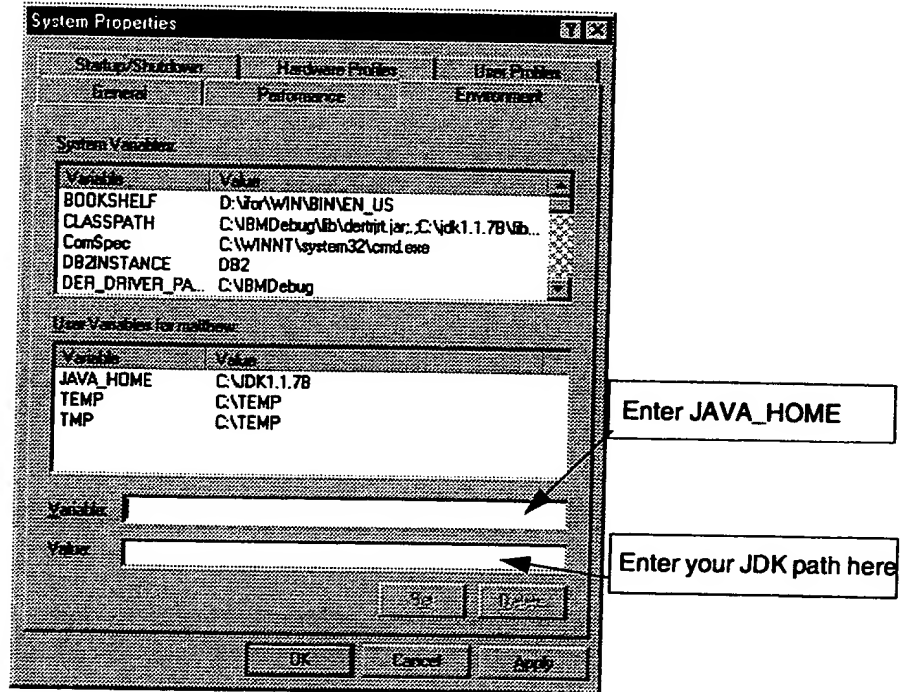 System Properties
Startup/Shutdown Hardware Profiles User Profiles
General Performance Environment
System Variables:
Variable Value
BOOKSHELF D:\ifor\WIN\BIN\EN_US
CLASSPATH C:\IBMDebug\lib\dertrjrt.jar;.;C:\jdk1.1.7B\lib...
ComSpec C:\WINNT\system32\cmd.exe
DB2INSTANCE DB2
DER_DRIVER_PA... C:\IBMDebug
User Variables for matthew
Variable Value
JAVA_HOME C:\JDK1.1.7B
TEMP C:\TEMP
TMP C:\TEMP
Enter JAVA_HOME
Variable:
Value:
Enter your JDK path here
Set Delete
OK Cancel Apply